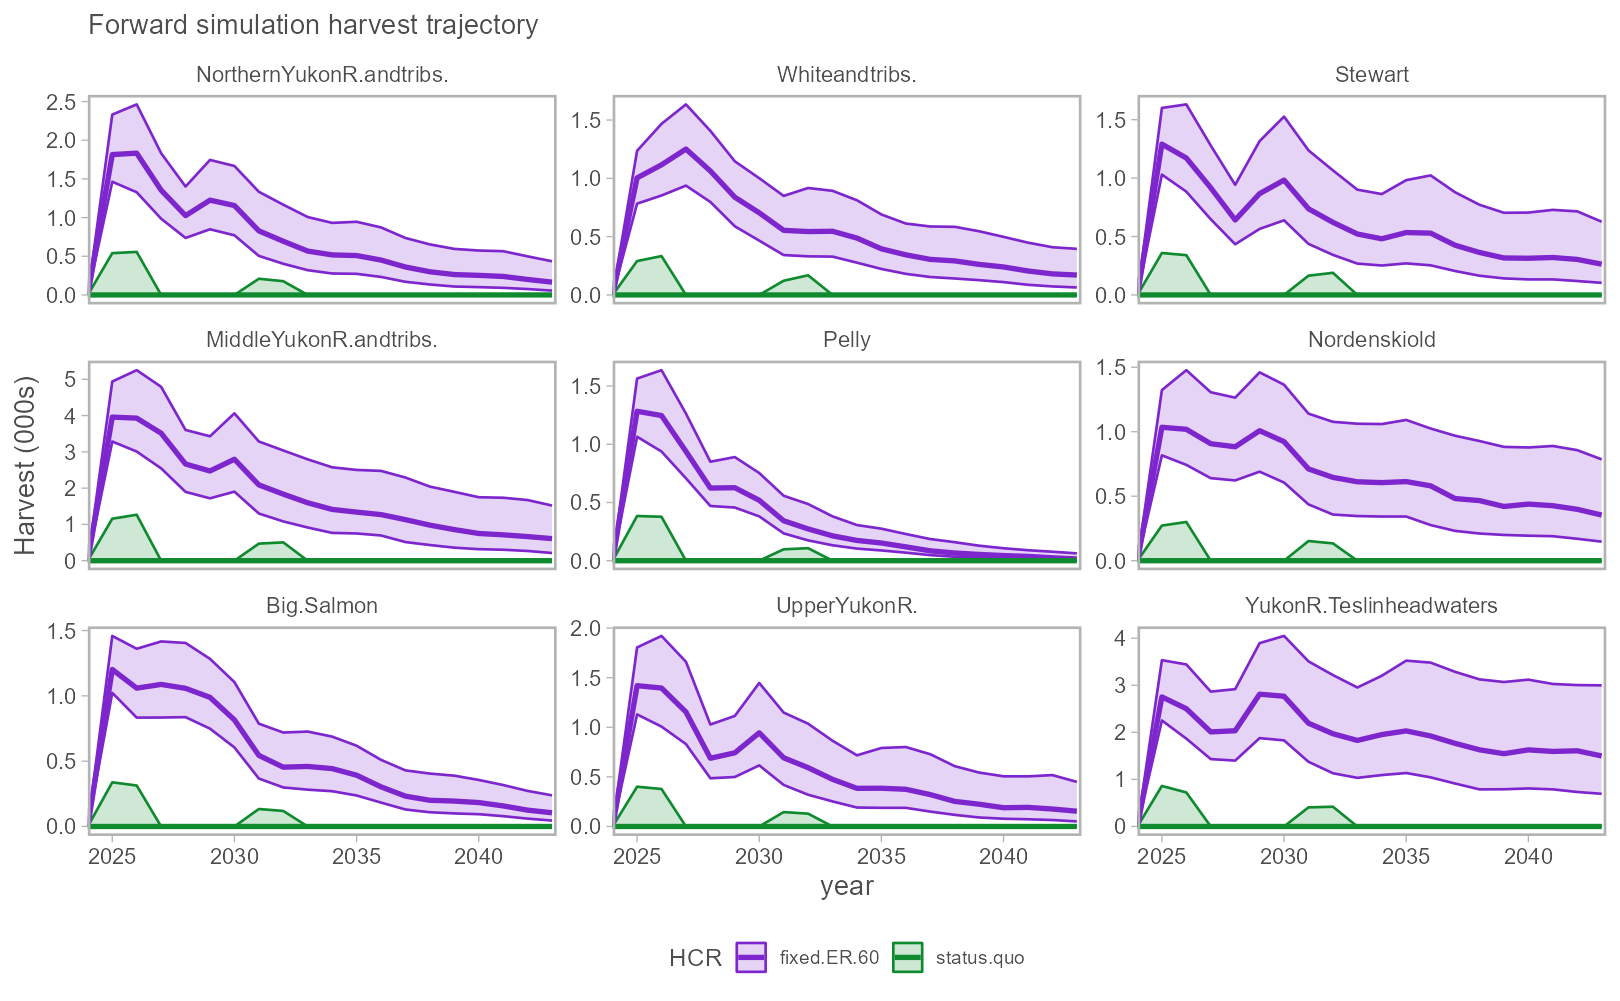 Forward simulation harvest trajectory
NorthernYukonR.andtribs.
Whiteandtribs.
Stewart
2.5
2.0
1.5
1.0
0.5
0.0
1.5
1.0
0.5
0.0
1.5
1.0
0.5
0.0
MiddleYukonR.andtribs.
Pelly
Nordenskiold
Harvest (000s)
5
4
3
2
1
0
1.5
1.0
0.5
0.0
1.5
1.0
0.5
0.0
Big.Salmon
UpperYukonR.
YukonR.Teslinheadwaters
1.5
1.0
0.5
0.0
2.0
1.5
1.0
0.5
0.0
4
3
2
1
0
2025 2030 2035 2040
2025 2030 2035 2040
2025 2030 2035 2040
year
HCR fixed.ER.60 status.quo